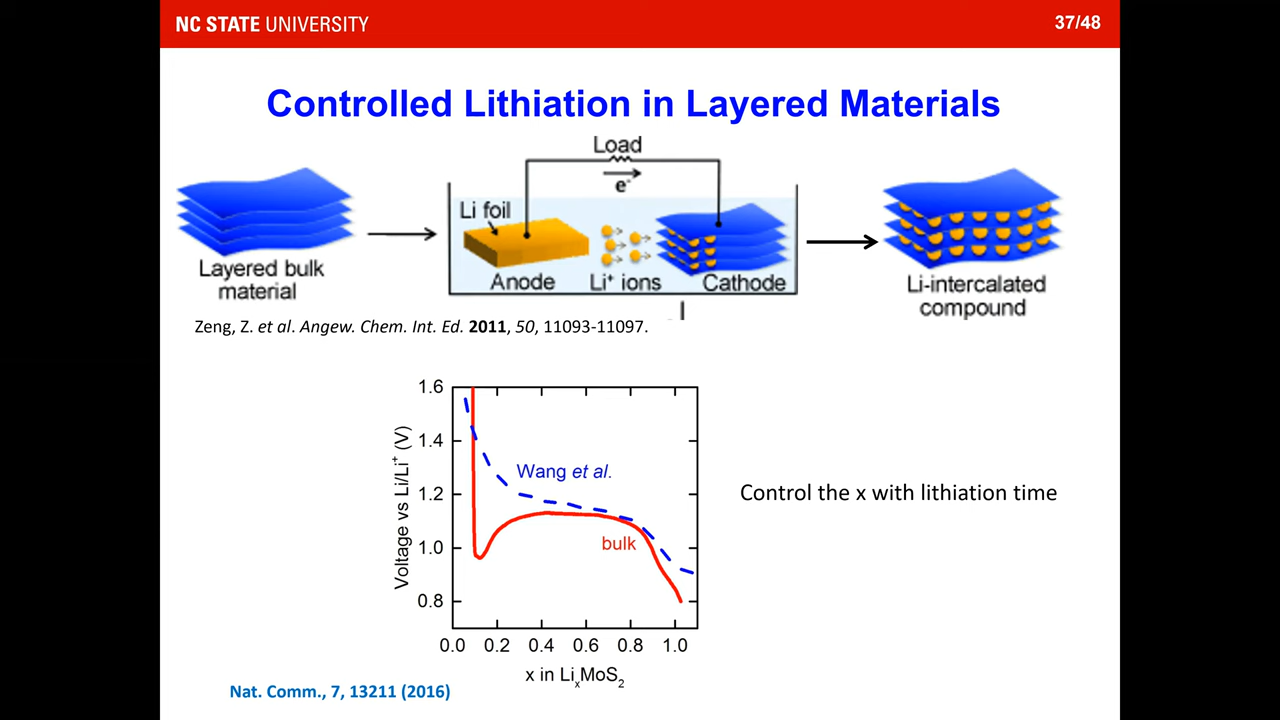 NC STATE UNIVERSITY
37/48
Controlled Lithiation in Layered Materials
Load
e⁻
Li foil
Layered bulk
material
Anode
Li⁺ ions
Cathode
Li-intercalated
compound
Zeng, Z. et al. Angew. Chem. Int. Ed. 2011, 50, 11093-11097.
1.6
1.4
1.2
1.0
0.8
Voltage vs Li/Li⁺ (V)
Wang et al.
bulk
0.0 0.2 0.4 0.6 0.8 1.0
x in LiₓMoS₂
Control the x with lithiation time
Nat. Comm., 7, 13211 (2016)